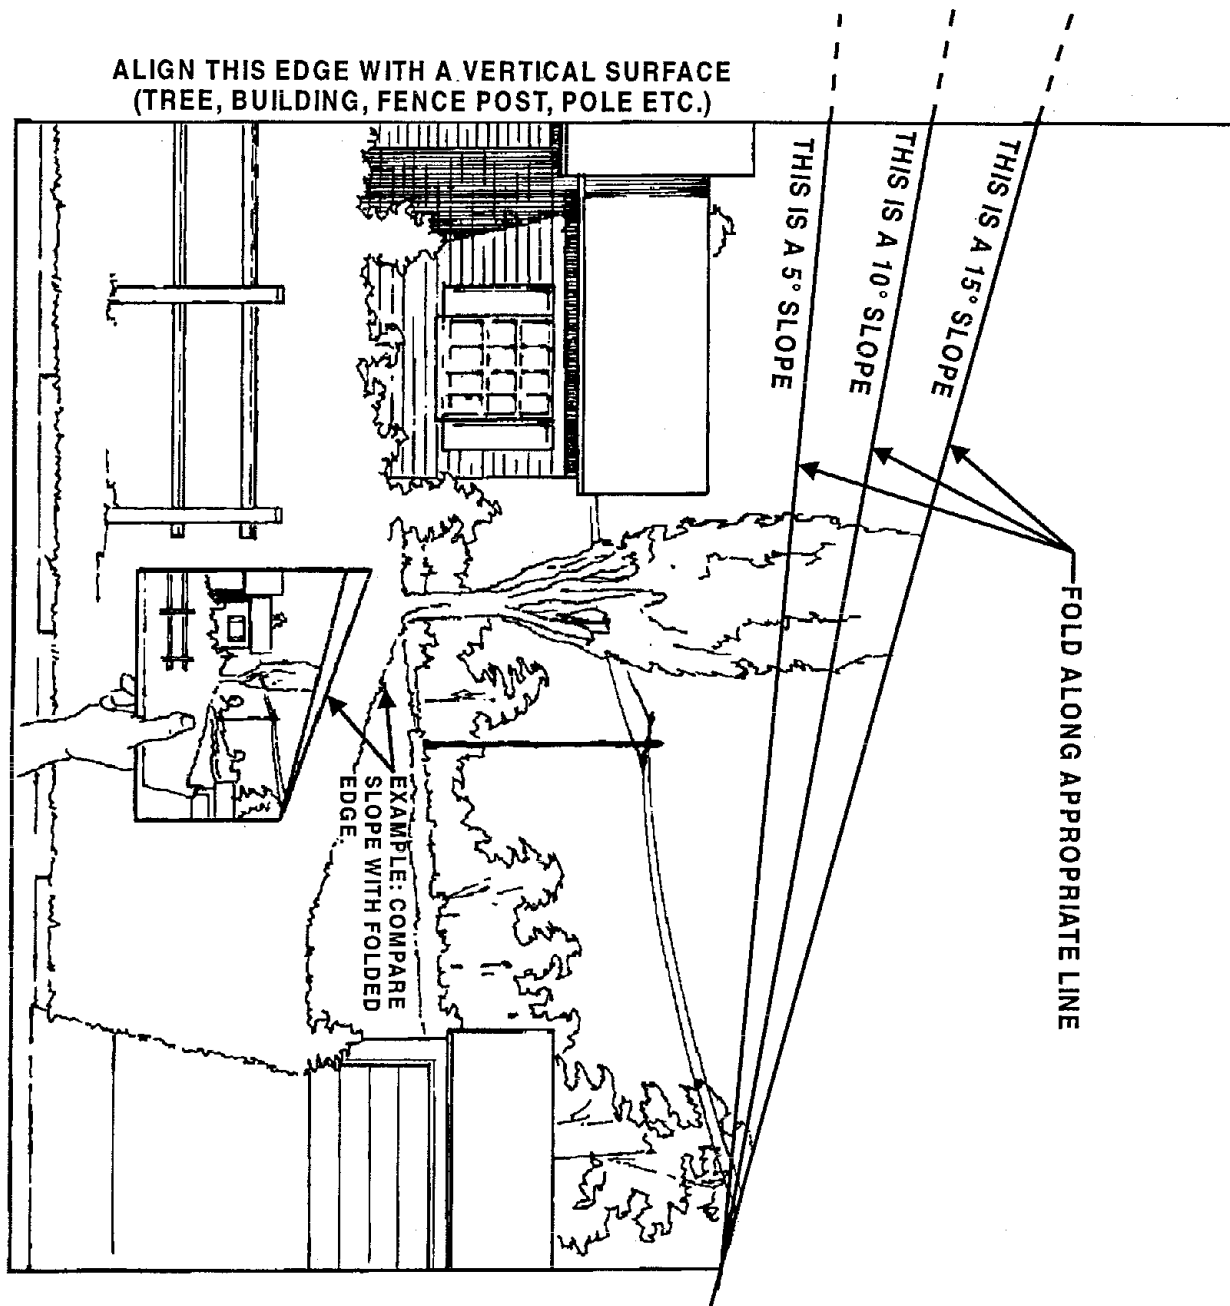 ALIGN THIS EDGE WITH A VERTICAL SURFACE
(TREE, BUILDING, FENCE POST, POLE ETC.)
THIS IS A 5° SLOPE
THIS IS A 10° SLOPE
THIS IS A 15° SLOPE
FOLD ALONG APPROPRIATE LINE
EXAMPLE: COMPARE
SLOPE WITH FOLDED
EDGE